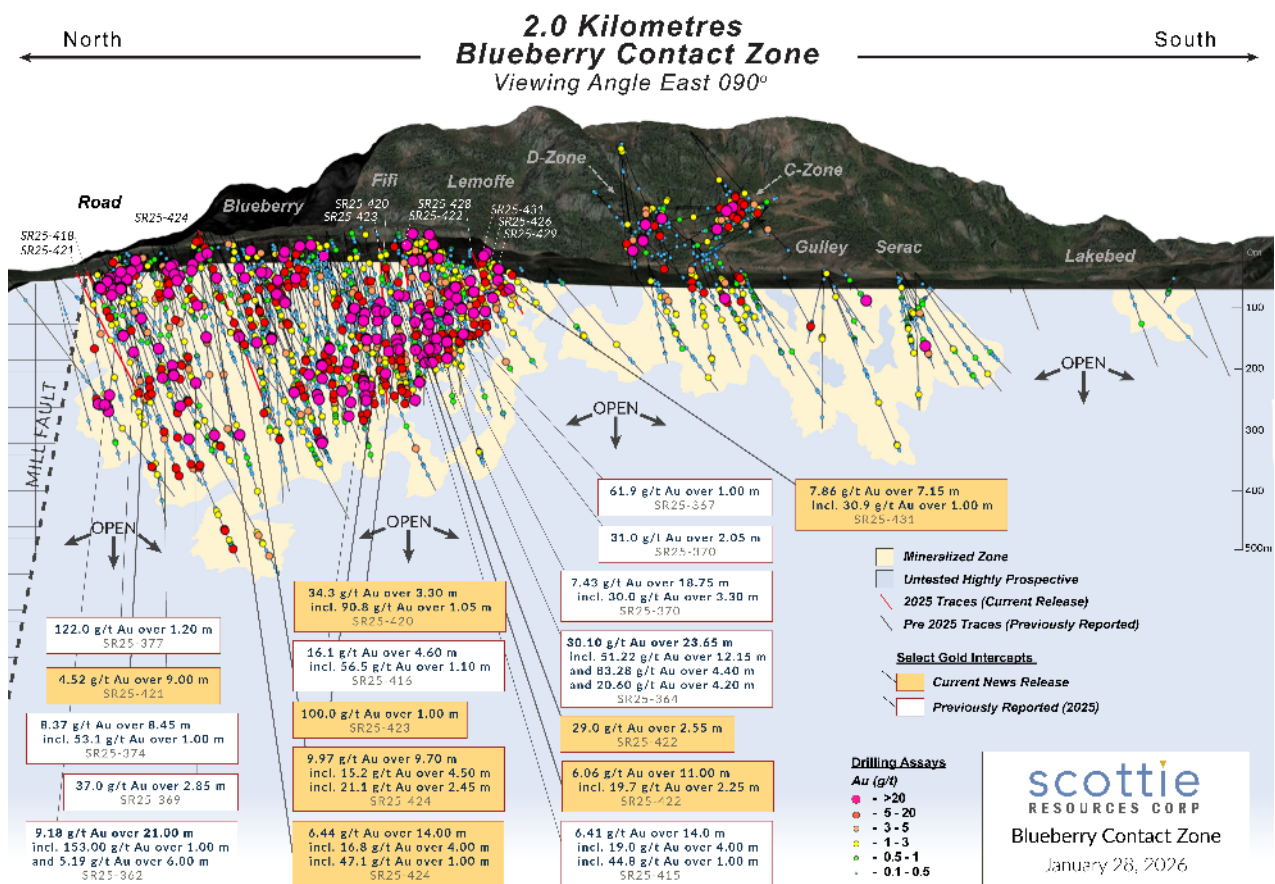 2.0 Kilometres
Blueberry Contact Zone
Viewing Angle East 090º
North
South
D-Zone
C-Zone
Fifi
Lemoffe
Blueberry
Road
SR25-424
SR25-418
SR25-421
SR25-420
SR25-423
SR25-428
SR25-422
SR25-431
SR25-426
SR25-429
Gulley
Serac
Lakebed
0m
100
200
300
400
500m
MILL FAULT
OPEN
OPEN
OPEN
OPEN
122.0 g/t Au over 1.20 m
SR25-377
4.52 g/t Au over 9.00 m
SR25-421
8.37 g/t Au over 8.45 m
incl. 53.1 g/t Au over 1.00 m
SR25-374
37.0 g/t Au over 2.85 m
SR25-369
9.18 g/t Au over 21.00 m
incl. 153.00 g/t Au over 1.00 m
and 5.19 g/t Au over 6.00 m
SR25-362
34.3 g/t Au over 3.30 m
incl. 90.8 g/t Au over 1.05 m
SR25-420
16.1 g/t Au over 4.60 m
incl. 56.5 g/t Au over 1.10 m
SR25-416
100.0 g/t Au over 1.00 m
SR25-423
9.97 g/t Au over 9.70 m
incl. 15.2 g/t Au over 4.50 m
incl. 21.1 g/t Au over 2.45 m
SR25-424
6.44 g/t Au over 14.00 m
incl. 16.8 g/t Au over 4.00 m
incl. 47.1 g/t Au over 1.00 m
SR25-424
61.9 g/t Au over 1.00 m
SR25-367
31.0 g/t Au over 2.05 m
SR25-370
7.43 g/t Au over 18.75 m
incl. 30.0 g/t Au over 3.30 m
SR25-370
30.10 g/t Au over 23.65 m
incl. 51.22 g/t Au over 12.15 m
and 83.28 g/t Au over 4.40 m
and 20.60 g/t Au over 4.20 m
SR25-364
29.0 g/t Au over 2.55 m
SR25-422
6.06 g/t Au over 11.00 m
incl. 19.7 g/t Au over 2.25 m
SR25-422
6.41 g/t Au over 14.0 m
incl. 19.0 g/t Au over 4.00 m
incl. 44.8 g/t Au over 1.00 m
SR25-415
7.86 g/t Au over 7.15 m
Incl. 30.9 g/t Au over 1.00 m
SR25-431
Mineralized Zone
Untested Highly Prospective
2025 Traces (Current Release)
Pre 2025 Traces (Previously Reported)
Select Gold Intercepts
Current News Release
Previously Reported (2025)
Drilling Assays
Au (g/t)
- >20
- 5 - 20
- 3 - 5
- 1 - 3
- 0.5 - 1
- 0.1 - 0.5
scottie
RESOURCES CORP
Blueberry Contact Zone
January 28, 2026